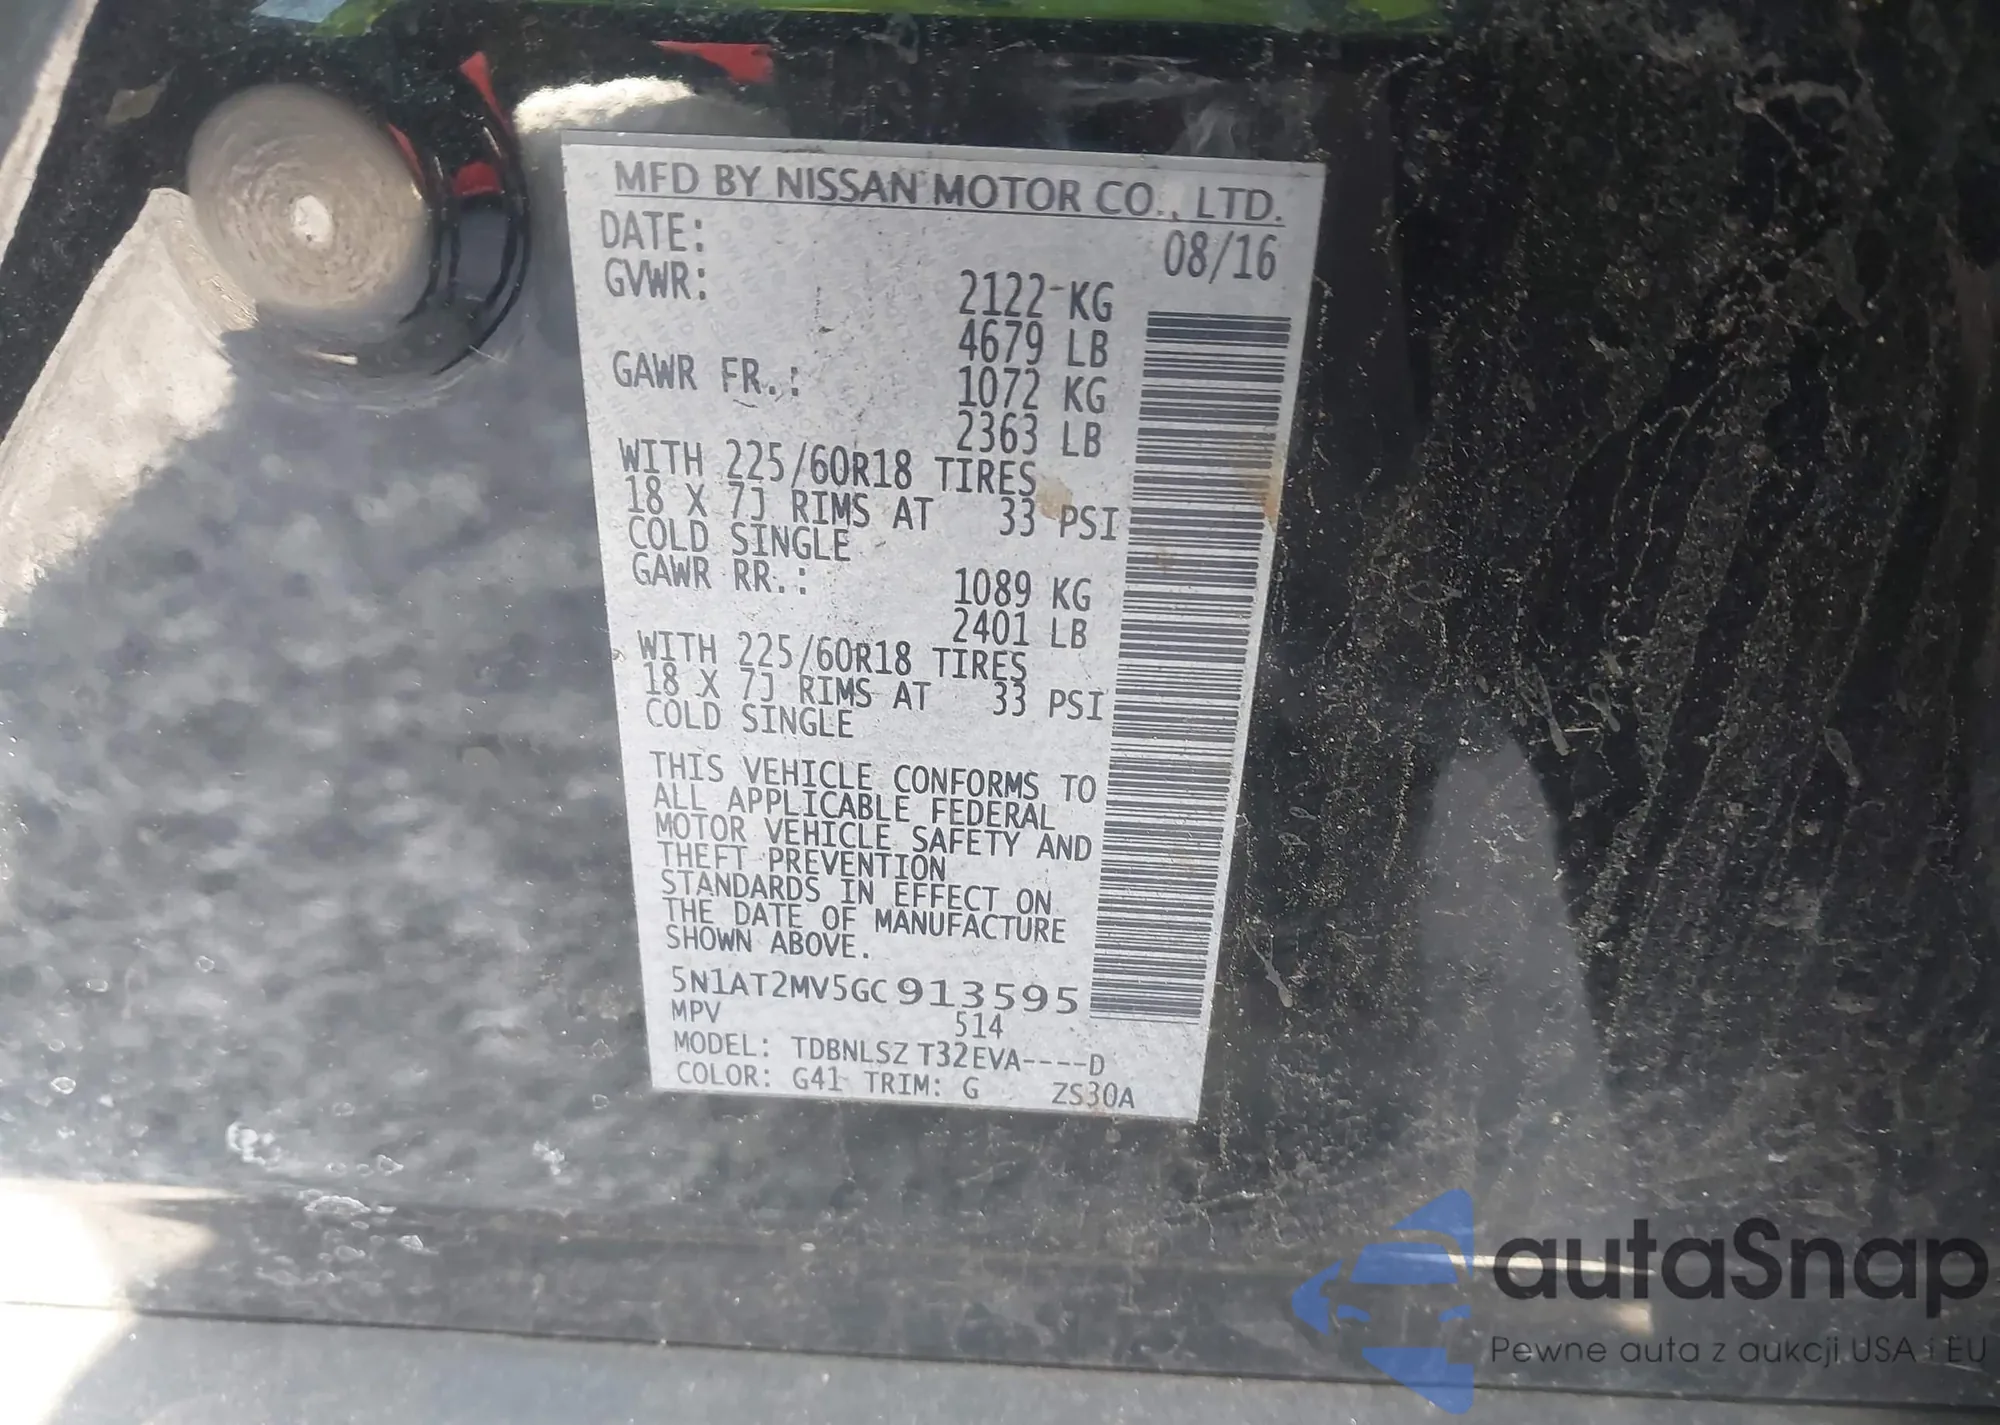 MFD BY NISSAN MOTOR CO., LTD.
DATE: 08/16
GVWR: 2122 KG
4679 LB
GAWR FR.: 1072 KG
2363 LB
WITH 225/60R18 TIRES
18 X 7J RIMS AT 33 PSI
COLD SINGLE
GAWR RR.: 1089 KG
2401 LB
WITH 225/60R18 TIRES
18 X 7J RIMS AT 33 PSI
COLD SINGLE
THIS VEHICLE CONFORMS TO
ALL APPLICABLE FEDERAL
MOTOR VEHICLE SAFETY AND
THEFT PREVENTION
STANDARDS IN EFFECT ON
THE DATE OF MANUFACTURE
SHOWN ABOVE.
5N1AT2MV5GC913595
MPV 514
MODEL: TDBNLSZ T32EVA----D
COLOR: G41 TRIM: G ZS30A
autaSnap
Pewne auta z aukcji USA i EU